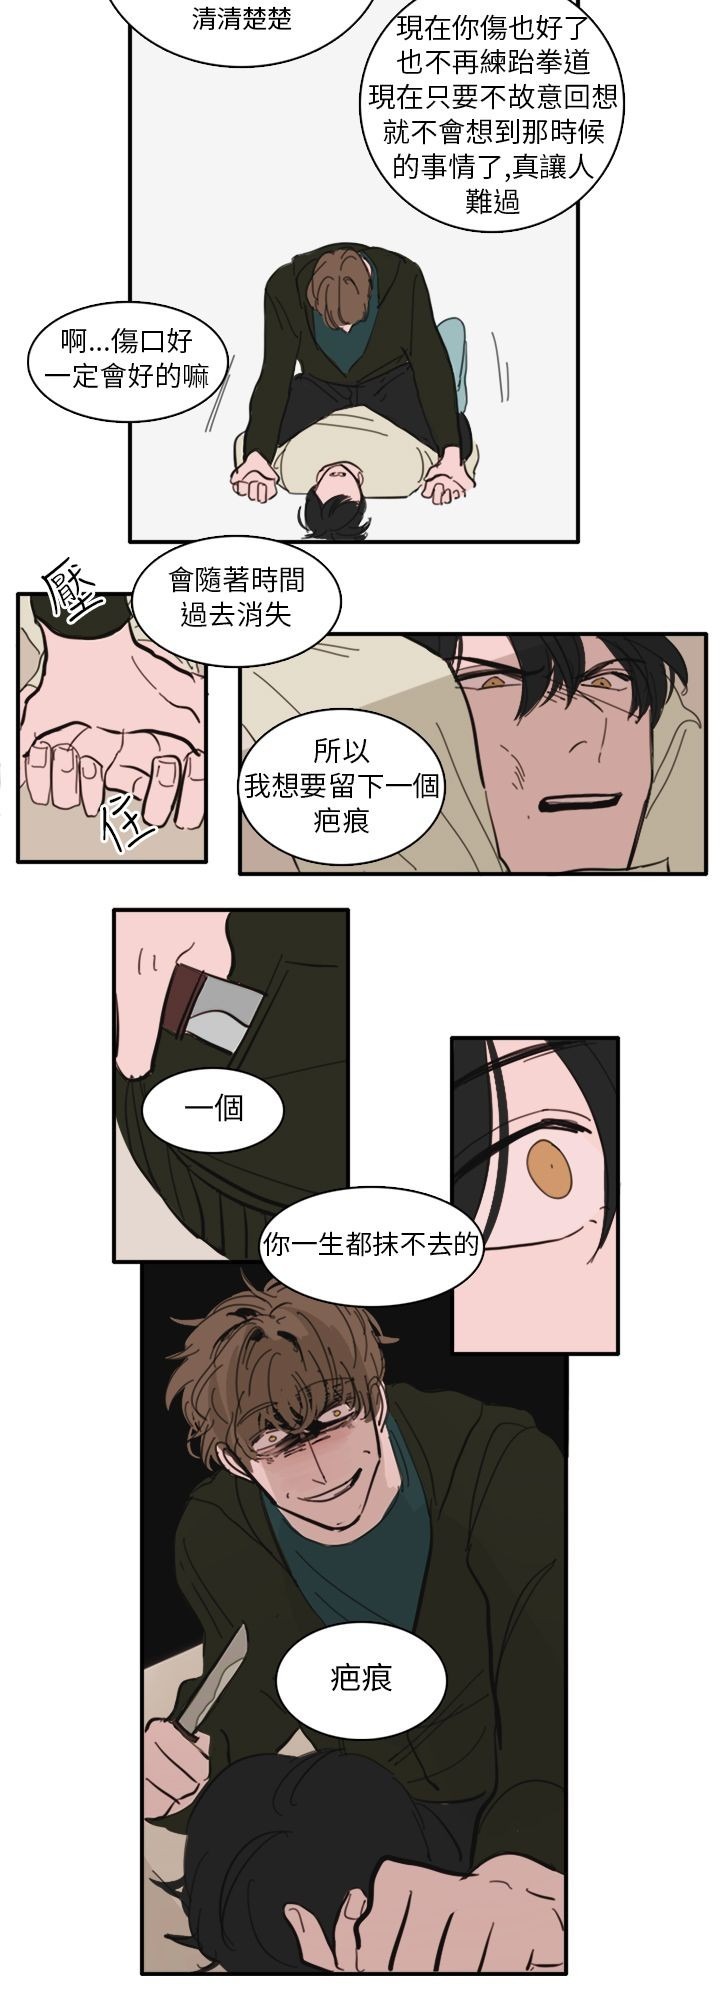 清清楚楚
現在你傷也好了
也不再練跆拳道
現在只要不故意回想
就不會想到那時候
的事情了,真讓人
難過
啊...傷口好
一定會好的嘛
會隨著時間
過去消失
壓
住
所以
我想要留下一個
疤痕
一個
你一生都抹不去的
疤痕